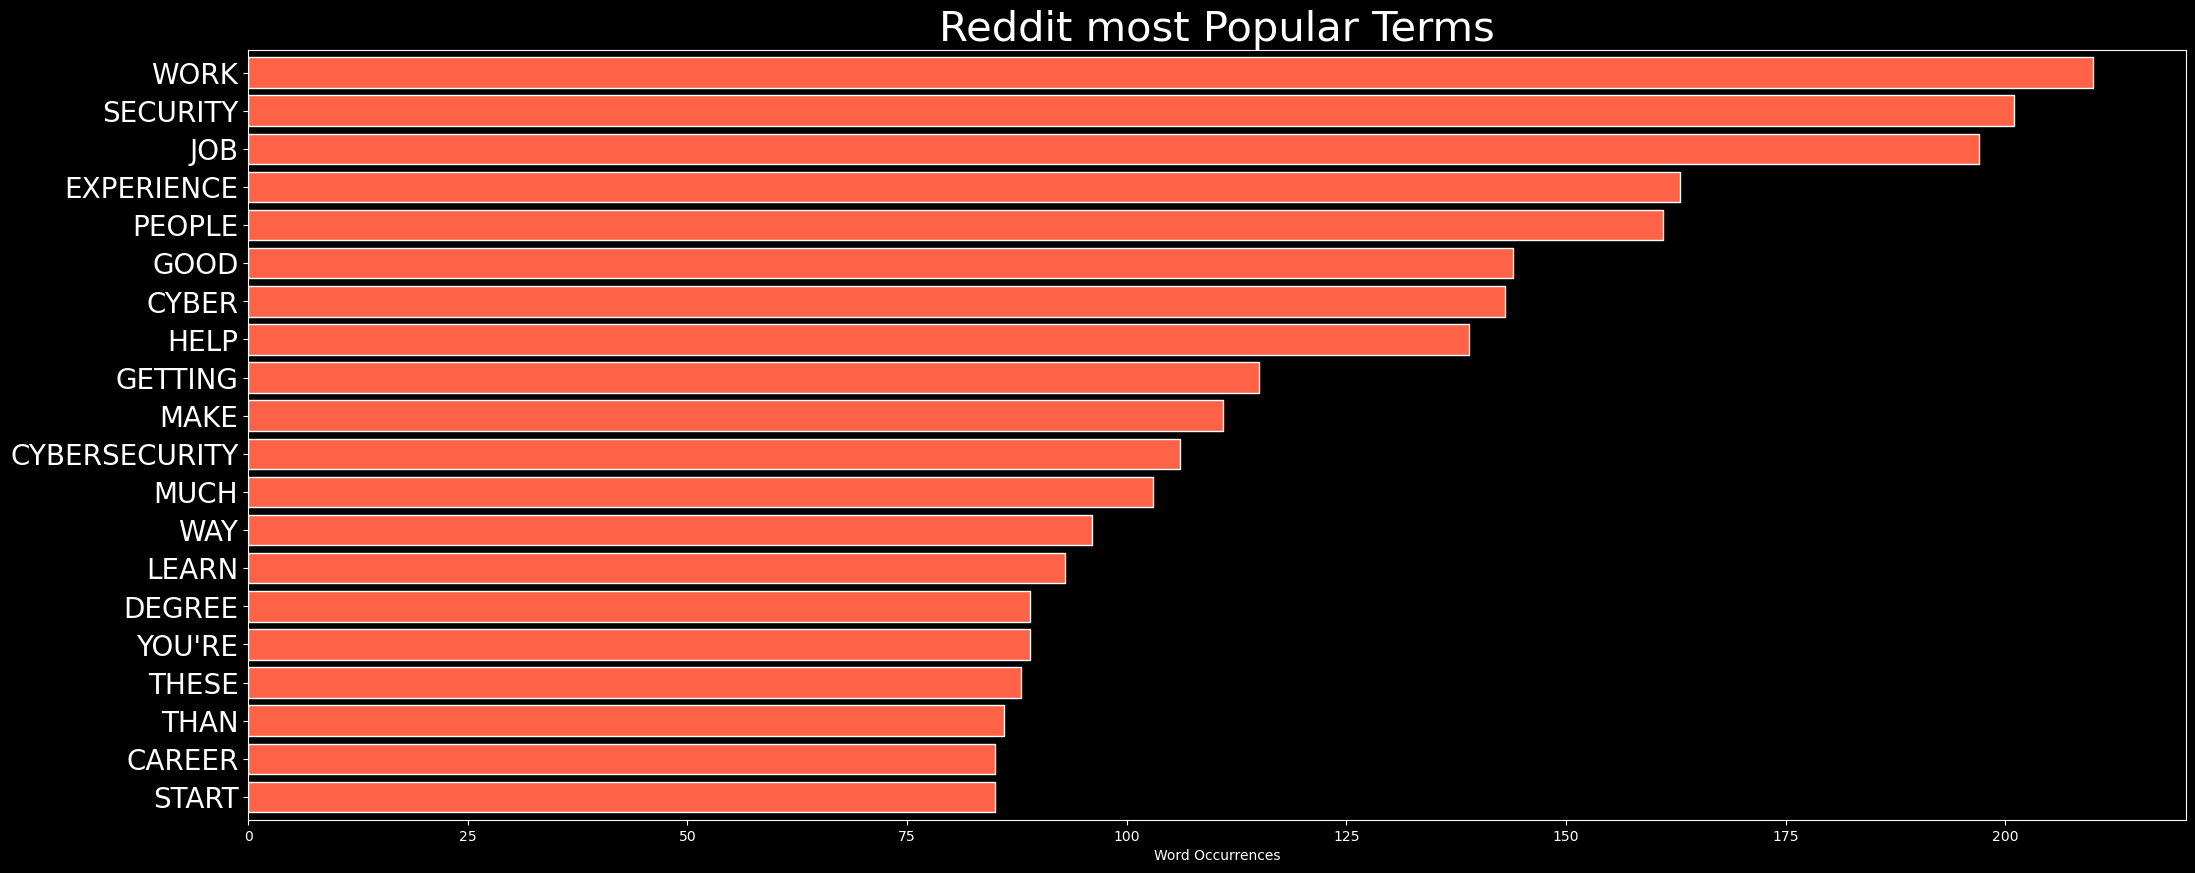 Reddit most Popular Terms
WORK
SECURITY
JOB
EXPERIENCE
PEOPLE
GOOD
CYBER
HELP
GETTING
MAKE
CYBERSECURITY
MUCH
WAY
LEARN
DEGREE
YOU'RE
THESE
THAN
CAREER
START
0 25 50 75 100 125 150 175 200
Word Occurrences